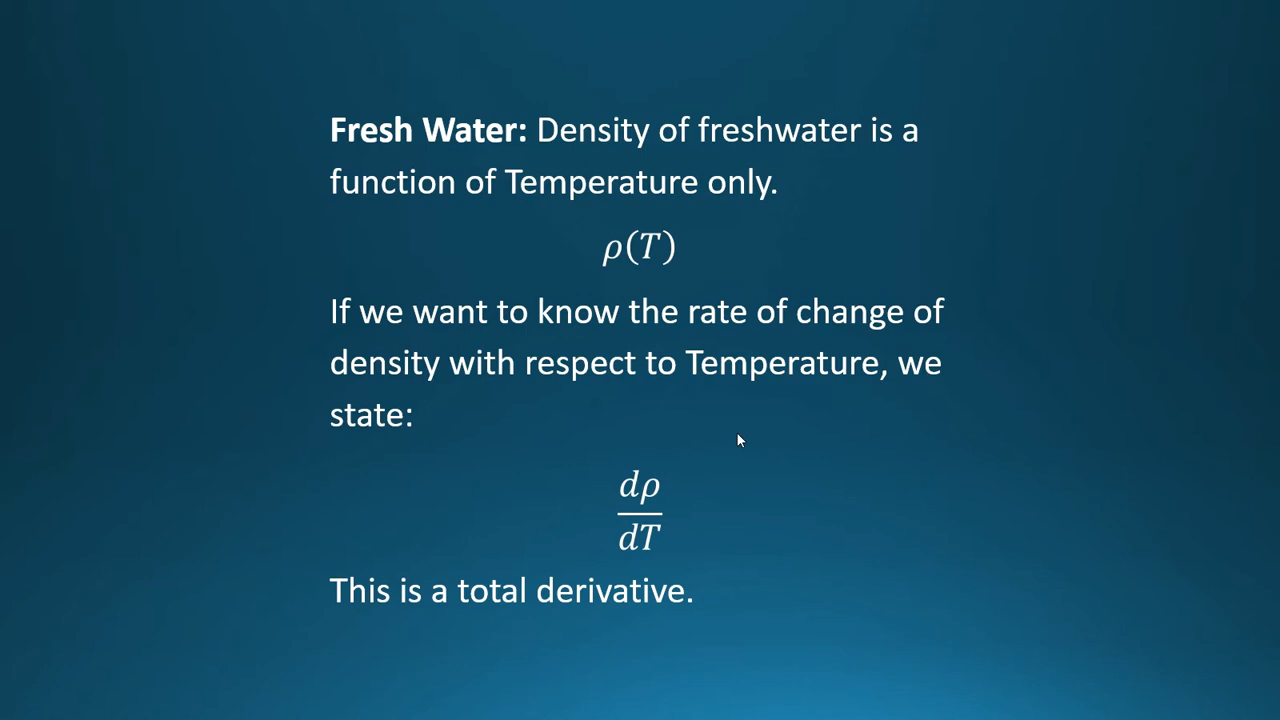 Fresh Water: Density of freshwater is a
function of Temperature only.
ρ(T)
If we want to know the rate of change of
density with respect to Temperature, we
state:
dρ
dT
This is a total derivative.